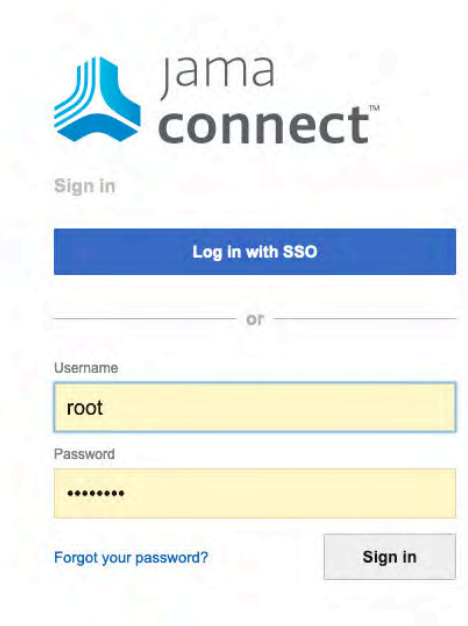 jama
connect™
Sign in
Log in with SSO
or
Username
root
Password
••••••••
Forgot your password?
Sign in